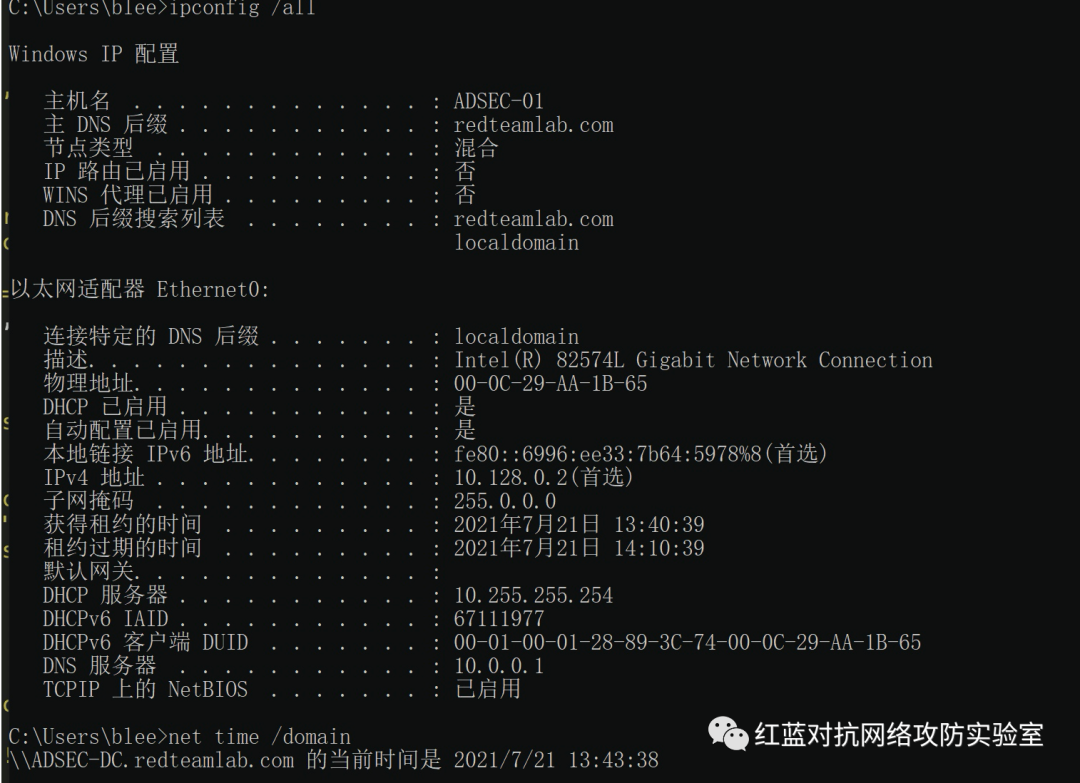 C:\Users\blee>ipconfig /all
Windows IP 配置
主机名 . . . . . . . . . . . . . : ADSEC-01
主 DNS 后缀 . . . . . . . . . . . : redteamlab.com
节点类型 . . . . . . . . . . . . : 混合
IP 路由已启用 . . . . . . . . . . : 否
WINS 代理已启用 . . . . . . . . . : 否
DNS 后缀搜索列表 . . . . . . . . : redteamlab.com
localdomain
以太网适配器 Ethernet0:
连接特定的 DNS 后缀 . . . . . . . : localdomain
描述. . . . . . . . . . . . . . . : Intel(R) 82574L Gigabit Network Connection
物理地址. . . . . . . . . . . . . : 00-0C-29-AA-1B-65
DHCP 已启用 . . . . . . . . . . . : 是
自动配置已启用. . . . . . . . . . : 是
本地链接 IPv6 地址. . . . . . . . : fe80::6996:ee33:7b64:5978%8(首选)
IPv4 地址 . . . . . . . . . . . . : 10.128.0.2(首选)
子网掩码 . . . . . . . . . . . . : 255.0.0.0
获得租约的时间 . . . . . . . . . : 2021年7月21日 13:40:39
租约过期的时间 . . . . . . . . . : 2021年7月21日 14:10:39
默认网关. . . . . . . . . . . . . :
DHCP 服务器 . . . . . . . . . . . : 10.255.255.254
DHCPv6 IAID . . . . . . . . . . . : 67111977
DHCPv6 客户端 DUID . . . . . . . : 00-01-00-01-28-89-3C-74-00-0C-29-AA-1B-65
DNS 服务器 . . . . . . . . . . . : 10.0.0.1
TCPIP 上的 NetBIOS . . . . . . . : 已启用
C:\Users\blee>net time /domain
\\ADSEC-DC.redteamlab.com 的当前时间是 2021/7/21 13:43:38
红蓝对抗网络攻防实验室